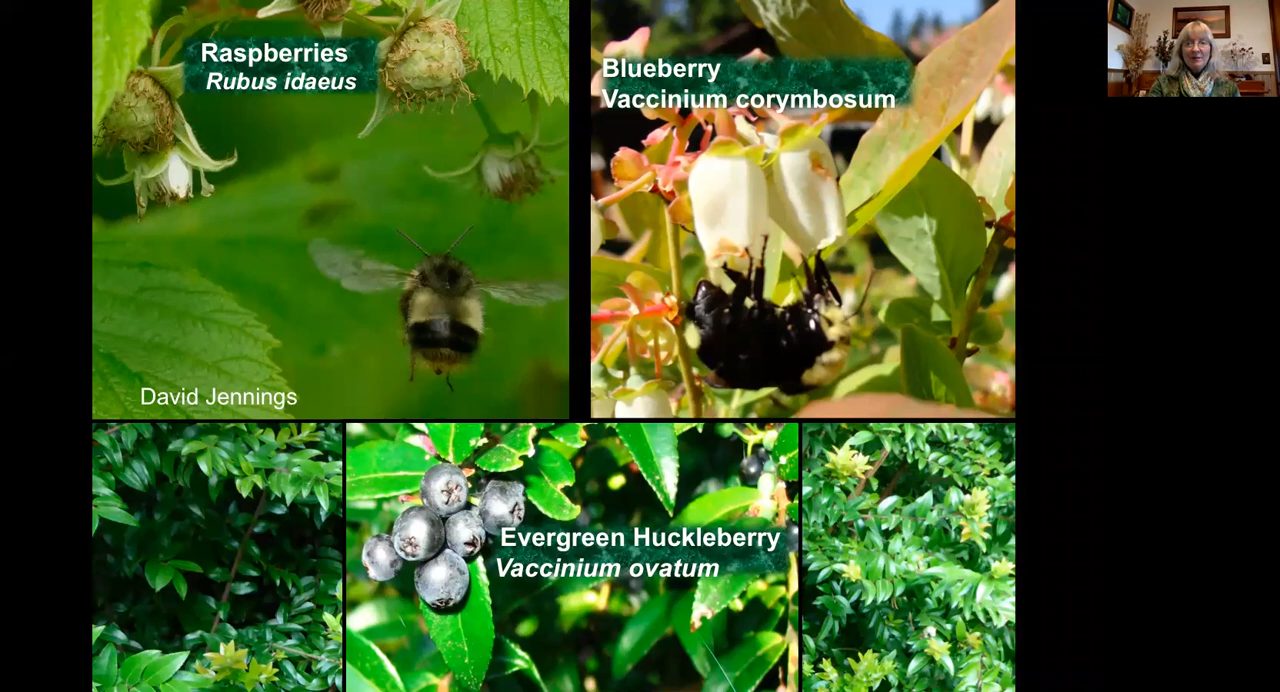 Raspberries
Rubus idaeus
Blueberry
Vaccinium corymbosum
David Jennings
Evergreen Huckleberry
Vaccinium ovatum